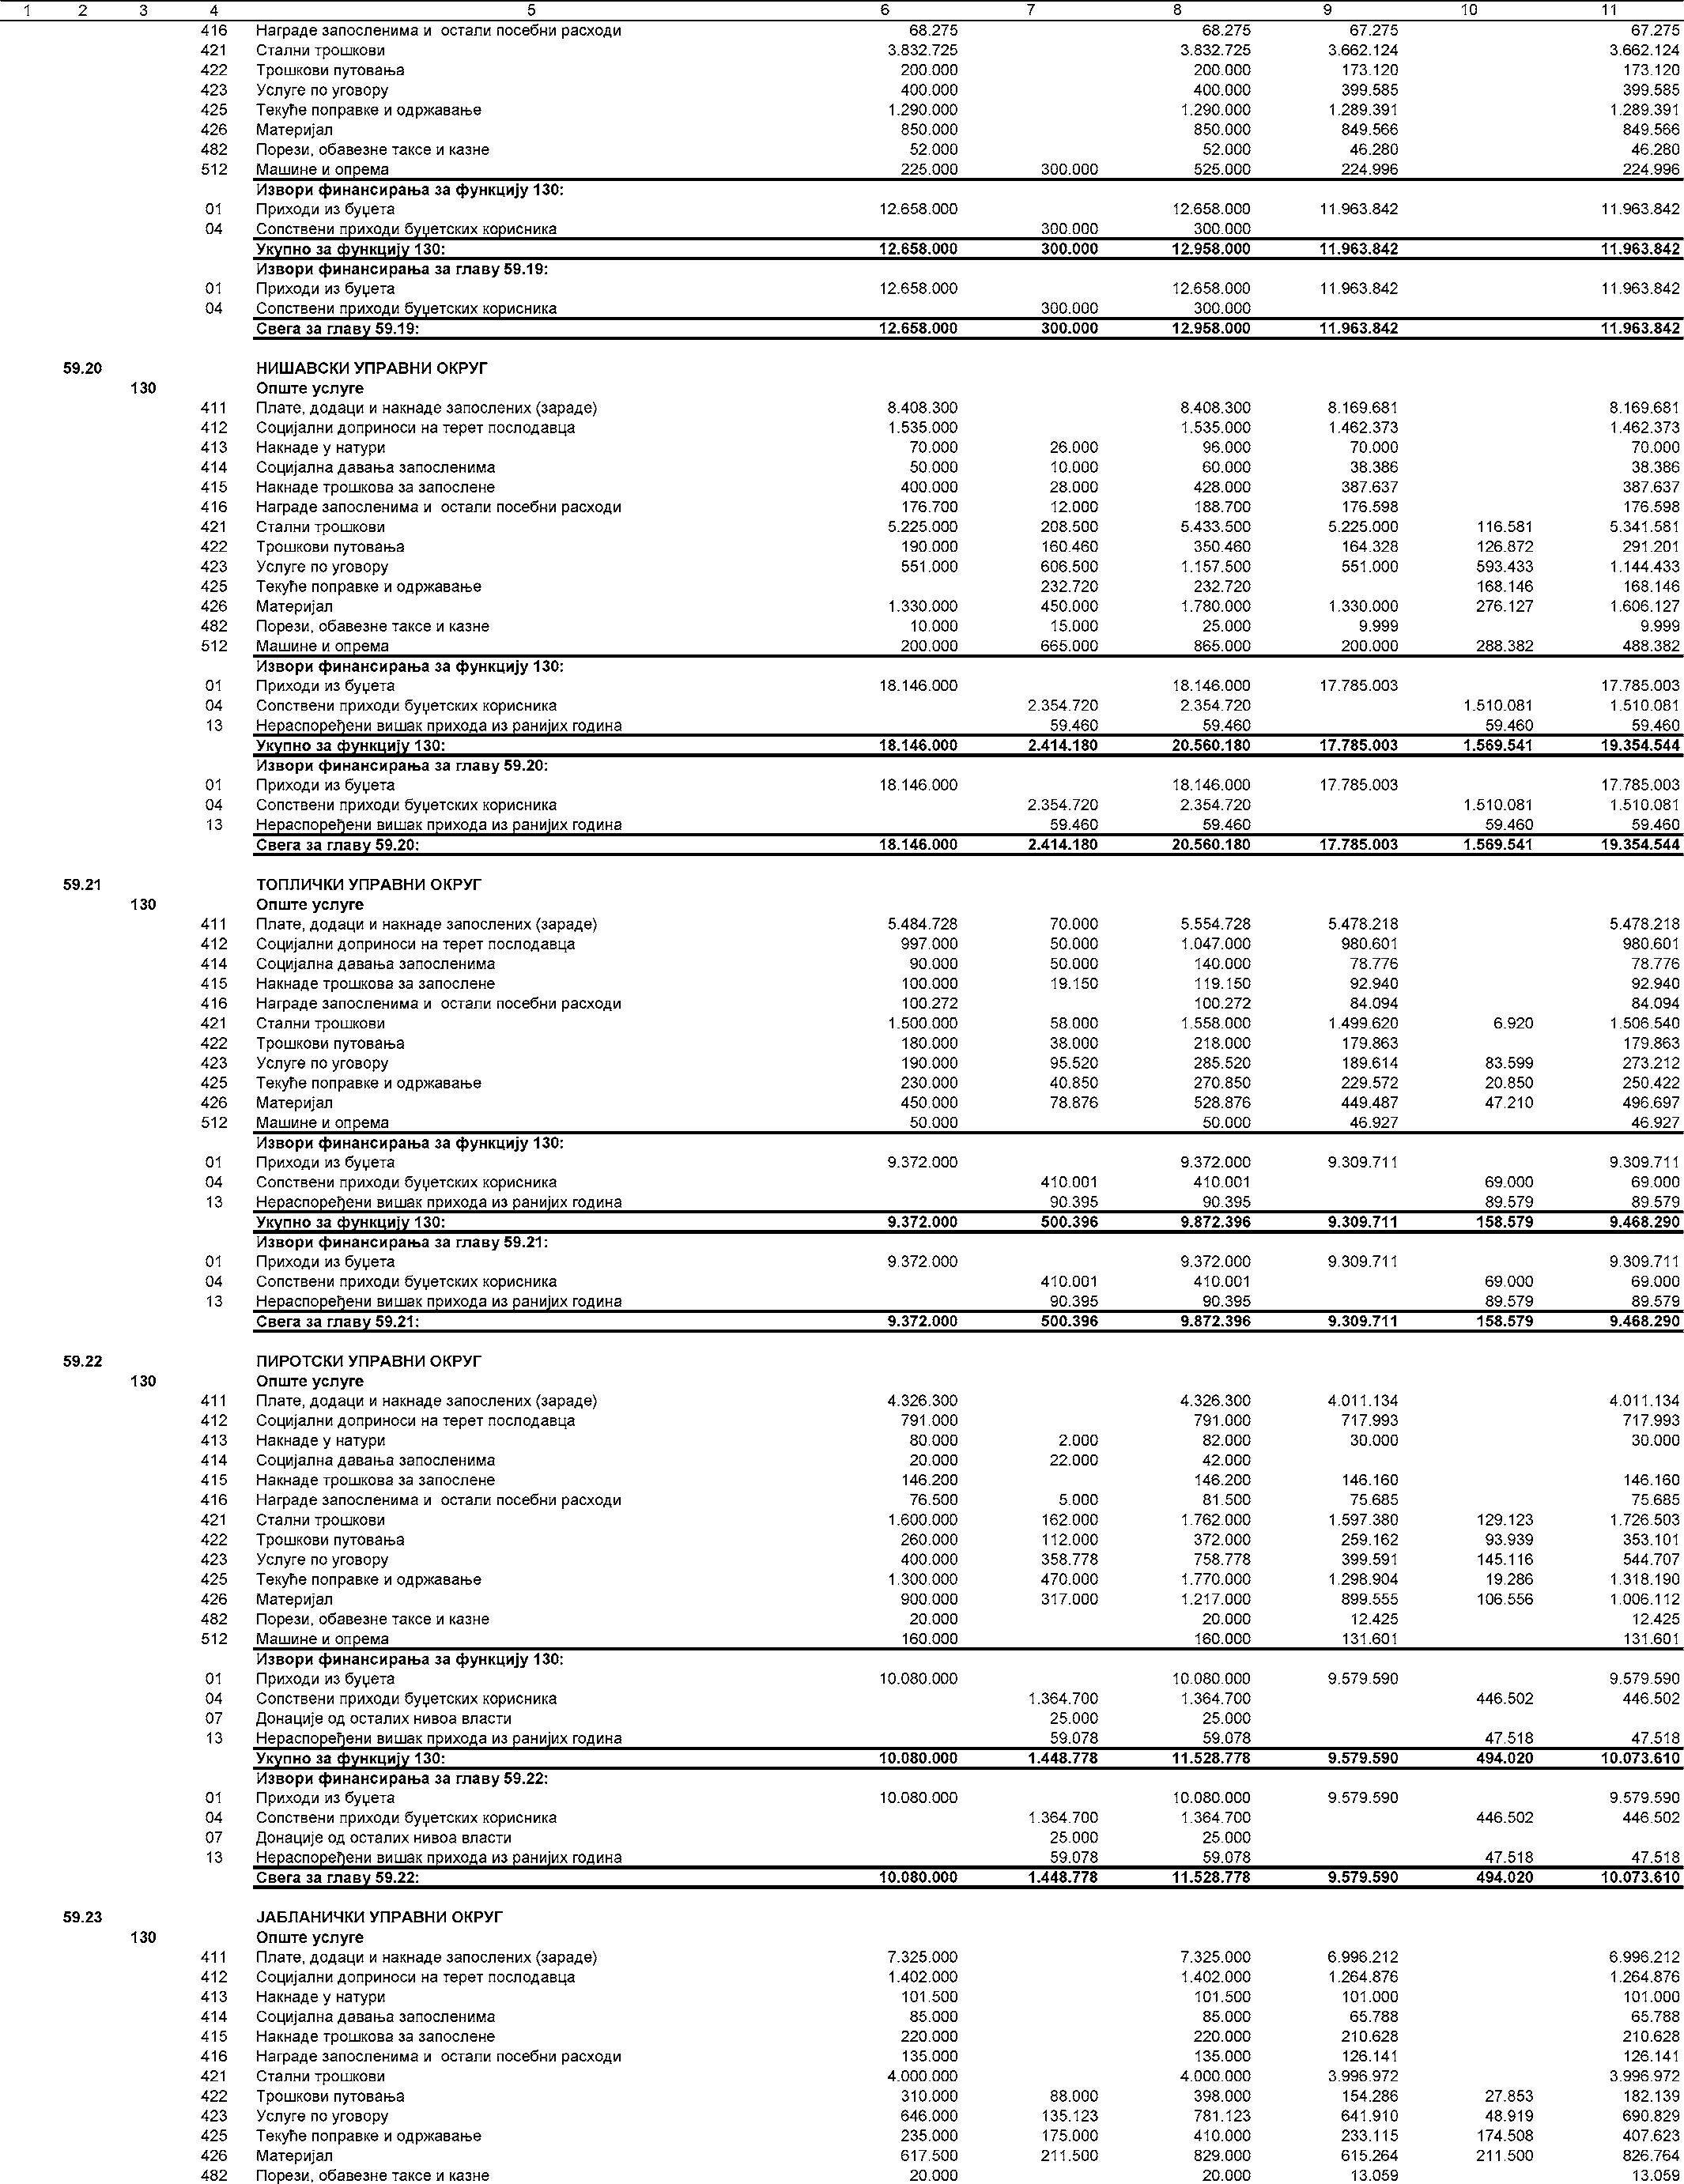 1 2 3 4 5 6 7 8 9 10 11
416 Награде запосленима и остали посебни расходи 68.275 68.275 67.275 67.275
421 Стални трошкови 3.832.725 3.832.725 3.662.124 3.662.124
422 Трошкови путовања 200.000 200.000 173.120 173.120
423 Услуге по уговору 400.000 400.000 399.585 399.585
425 Текуће поправке и одржавање 1.290.000 1.290.000 1.289.391 1.289.391
426 Материјал 850.000 850.000 849.566 849.566
482 Порези, обавезне таксе и казне 52.000 52.000 46.280 46.280
512 Машине и опрема 225.000 300.000 525.000 224.996 224.996
Извори финансирања за функцију 130:
01 Приходи из буџета 12.658.000 12.658.000 11.963.842 11.963.842
04 Сопствени приходи буџетских корисника 300.000 300.000
Укупно за функцију 130: 12.658.000 300.000 12.958.000 11.963.842 11.963.842
Извори финансирања за главу 59.19:
01 Приходи из буџета 12.658.000 12.658.000 11.963.842 11.963.842
04 Сопствени приходи буџетских корисника 300.000 300.000
Свега за главу 59.19: 12.658.000 300.000 12.958.000 11.963.842 11.963.842
59.20 НИШАВСКИ УПРАВНИ ОКРУГ
130 Опште услуге
411 Плате, додаци и накнаде запослених (зараде) 8.408.300 8.408.300 8.169.681 8.169.681
412 Социјални доприноси на терет послодавца 1.535.000 1.535.000 1.462.373 1.462.373
413 Накнаде у натури 70.000 26.000 96.000 70.000 70.000
414 Социјална давања запосленима 50.000 10.000 60.000 38.386 38.386
415 Накнаде трошкова за запослене 400.000 28.000 428.000 387.637 387.637
416 Награде запосленима и остали посебни расходи 176.700 12.000 188.700 176.598 176.598
421 Стални трошкови 5.225.000 208.500 5.433.500 5.225.000 116.581 5.341.581
422 Трошкови путовања 190.000 160.460 350.460 164.328 126.872 291.201
423 Услуге по уговору 551.000 606.500 1.157.500 551.000 593.433 1.144.433
425 Текуће поправке и одржавање 232.720 232.720 168.146 168.146
426 Материјал 1.330.000 450.000 1.780.000 1.330.000 276.127 1.606.127
482 Порези, обавезне таксе и казне 10.000 15.000 25.000 9.999 9.999
512 Машине и опрема 200.000 665.000 865.000 200.000 288.382 488.382
Извори финансирања за функцију 130:
01 Приходи из буџета 18.146.000 18.146.000 17.785.003 17.785.003
04 Сопствени приходи буџетских корисника 2.354.720 2.354.720 1.510.081 1.510.081
13 Нераспоређени вишак прихода из ранијих година 59.460 59.460 59.460 59.460
Укупно за функцију 130: 18.146.000 2.414.180 20.560.180 17.785.003 1.569.541 19.354.544
Извори финансирања за главу 59.20:
01 Приходи из буџета 18.146.000 18.146.000 17.785.003 17.785.003
04 Сопствени приходи буџетских корисника 2.354.720 2.354.720 1.510.081 1.510.081
13 Нераспоређени вишак прихода из ранијих година 59.460 59.460 59.460 59.460
Свега за главу 59.20: 18.146.000 2.414.180 20.560.180 17.785.003 1.569.541 19.354.544
59.21 ТОПЛИЧКИ УПРАВНИ ОКРУГ
130 Опште услуге
411 Плате, додаци и накнаде запослених (зараде) 5.484.728 70.000 5.554.728 5.478.218 5.478.218
412 Социјални доприноси на терет послодавца 997.000 50.000 1.047.000 980.601 980.601
414 Социјална давања запосленима 90.000 50.000 140.000 78.776 78.776
415 Накнаде трошкова за запослене 100.000 19.150 119.150 92.940 92.940
416 Награде запосленима и остали посебни расходи 100.272 100.272 84.094 84.094
421 Стални трошкови 1.500.000 58.000 1.558.000 1.499.620 6.920 1.506.540
422 Трошкови путовања 180.000 38.000 218.000 179.863 179.863
423 Услуге по уговору 190.000 95.520 285.520 189.614 83.599 273.212
425 Текуће поправке и одржавање 230.000 40.850 270.850 229.572 20.850 250.422
426 Материјал 450.000 78.876 528.876 449.487 47.210 496.697
512 Машине и опрема 50.000 50.000 46.927 46.927
Извори финансирања за функцију 130:
01 Приходи из буџета 9.372.000 9.372.000 9.309.711 9.309.711
04 Сопствени приходи буџетских корисника 410.001 410.001 69.000 69.000
13 Нераспоређени вишак прихода из ранијих година 90.395 90.395 89.579 89.579
Укупно за функцију 130: 9.372.000 500.396 9.872.396 9.309.711 158.579 9.468.290
Извори финансирања за главу 59.21:
01 Приходи из буџета 9.372.000 9.372.000 9.309.711 9.309.711
04 Сопствени приходи буџетских корисника 410.001 410.001 69.000 69.000
13 Нераспоређени вишак прихода из ранијих година 90.395 90.395 89.579 89.579
Свега за главу 59.21: 9.372.000 500.396 9.872.396 9.309.711 158.579 9.468.290
59.22 ПИРОТСКИ УПРАВНИ ОКРУГ
130 Опште услуге
411 Плате, додаци и накнаде запослених (зараде) 4.326.300 4.326.300 4.011.134 4.011.134
412 Социјални доприноси на терет послодавца 791.000 791.000 717.993 717.993
413 Накнаде у натури 80.000 2.000 82.000 30.000 30.000
414 Социјална давања запосленима 20.000 22.000 42.000
415 Накнаде трошкова за запослене 146.200 146.200 146.160 146.160
416 Награде запосленима и остали посебни расходи 76.500 5.000 81.500 75.685 75.685
421 Стални трошкови 1.600.000 162.000 1.762.000 1.597.380 129.123 1.726.503
422 Трошкови путовања 260.000 112.000 372.000 259.162 93.939 353.101
423 Услуге по уговору 400.000 358.778 758.778 399.591 145.116 544.707
425 Текуће поправке и одржавање 1.300.000 470.000 1.770.000 1.298.904 19.286 1.318.190
426 Материјал 900.000 317.000 1.217.000 899.555 106.556 1.006.112
482 Порези, обавезне таксе и казне 20.000 20.000 12.425 12.425
512 Машине и опрема 160.000 160.000 131.601 131.601
Извори финансирања за функцију 130:
01 Приходи из буџета 10.080.000 10.080.000 9.579.590 9.579.590
04 Сопствени приходи буџетских корисника 1.364.700 1.364.700 446.502 446.502
07 Донације од осталих нивоа власти 25.000 25.000
13 Нераспоређени вишак прихода из ранијих година 59.078 59.078 47.518 47.518
Укупно за функцију 130: 10.080.000 1.448.778 11.528.778 9.579.590 494.020 10.073.610
Извори финансирања за главу 59.22:
01 Приходи из буџета 10.080.000 10.080.000 9.579.590 9.579.590
04 Сопствени приходи буџетских корисника 1.364.700 1.364.700 446.502 446.502
07 Донације од осталих нивоа власти 25.000 25.000
13 Нераспоређени вишак прихода из ранијих година 59.078 59.078 47.518 47.518
Свега за главу 59.22: 10.080.000 1.448.778 11.528.778 9.579.590 494.020 10.073.610
59.23 ЈАБЛАНИЧКИ УПРАВНИ ОКРУГ
130 Опште услуге
411 Плате, додаци и накнаде запослених (зараде) 7.325.000 7.325.000 6.996.212 6.996.212
412 Социјални доприноси на терет послодавца 1.402.000 1.402.000 1.264.876 1.264.876
413 Накнаде у натури 101.500 101.500 101.000 101.000
414 Социјална давања запосленима 85.000 85.000 65.788 65.788
415 Накнаде трошкова за запослене 220.000 220.000 210.628 210.628
416 Награде запосленима и остали посебни расходи 135.000 135.000 126.141 126.141
421 Стални трошкови 4.000.000 4.000.000 3.996.972 3.996.972
422 Трошкови путовања 310.000 88.000 398.000 154.286 27.853 182.139
423 Услуге по уговору 646.000 135.123 781.123 641.910 48.919 690.829
425 Текуће поправке и одржавање 235.000 175.000 410.000 233.115 174.508 407.623
426 Материјал 617.500 211.500 829.000 615.264 211.500 826.764
482 Порези, обавезне таксе и казне 20.000 20.000 13.059 13.059